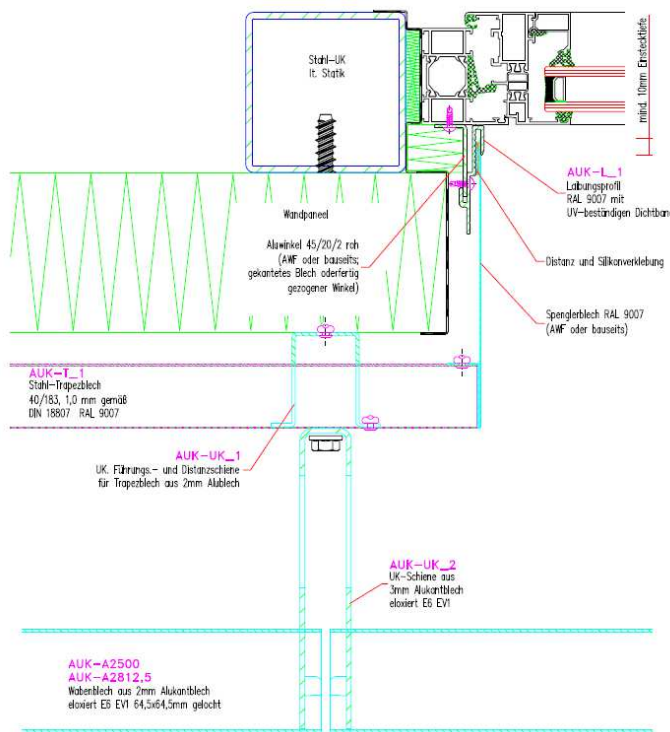 Stahl-UK
lt. Statik
mind. 10mm Einstecktiefe
AUK-L_1
Laibungsprofil
RAL 9007 mit
UV-beständigen Dichtban
Wandpaneel
Aluwinkel 45/20/2 roh
(AWF oder bauseits;
gekantetes Blech oderfertig
gezogener Winkel)
Distanz und Silikonverklebung
Spenglerblech RAL 9007
(AWF oder bauseits)
AUK-T_1
Stahl-Trapezblech
40/183, 1,0 mm gemäß
DIN 18807 RAL 9007
AUK-UK_1
UK. Führungs.- und Distanzschiene
für Trapezblech aus 2mm Alublech
AUK-UK_2
UK-Schiene aus
3mm Alukantblech
eloxiert E6 EV1
AUK-A2500
AUK-A2812,5
Wabenblech aus 2mm Alukantblech
eloxiert E6 EV1 64,5x64,5mm gelocht